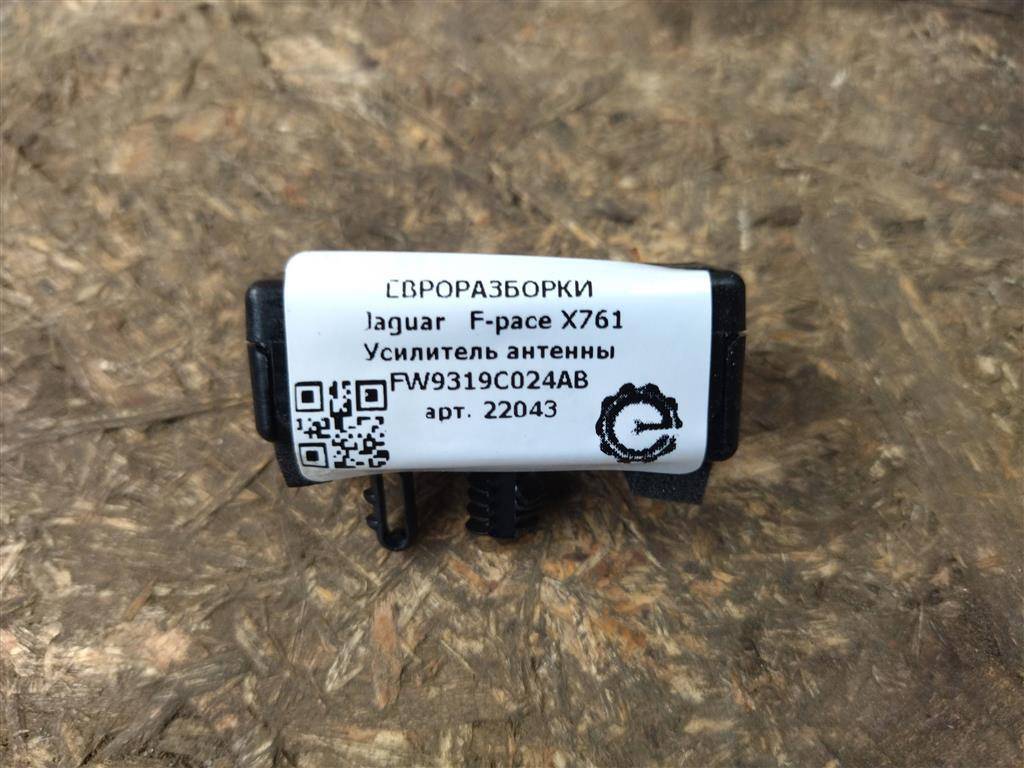 ЕВРОРАЗБОРКИ
Jaguar F-pace X761
Усилитель антенны
FW9319C024AB
арт. 22043